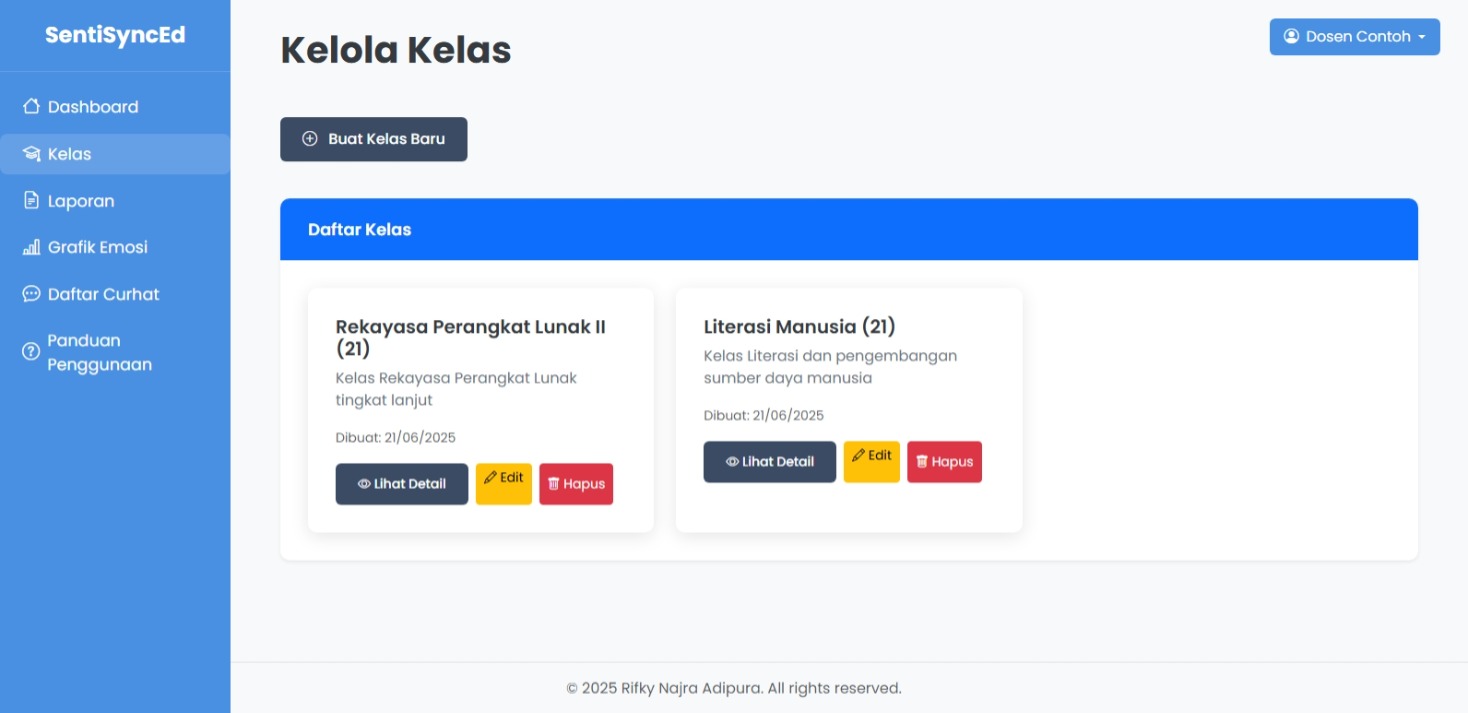 SentiSyncEd
Dashboard
Kelas
Laporan
Grafik Emosi
Daftar Curhat
Panduan
Penggunaan
Kelola Kelas
Dosen Contoh
Buat Kelas Baru
Daftar Kelas
Rekayasa Perangkat Lunak II
(21)
Kelas Rekayasa Perangkat Lunak
tingkat lanjut
Dibuat: 21/06/2025
Lihat Detail Edit Hapus
Literasi Manusia (21)
Kelas Literasi dan pengembangan
sumber daya manusia
Dibuat: 21/06/2025
Lihat Detail Edit Hapus
© 2025 Rifky Najra Adipura. All rights reserved.